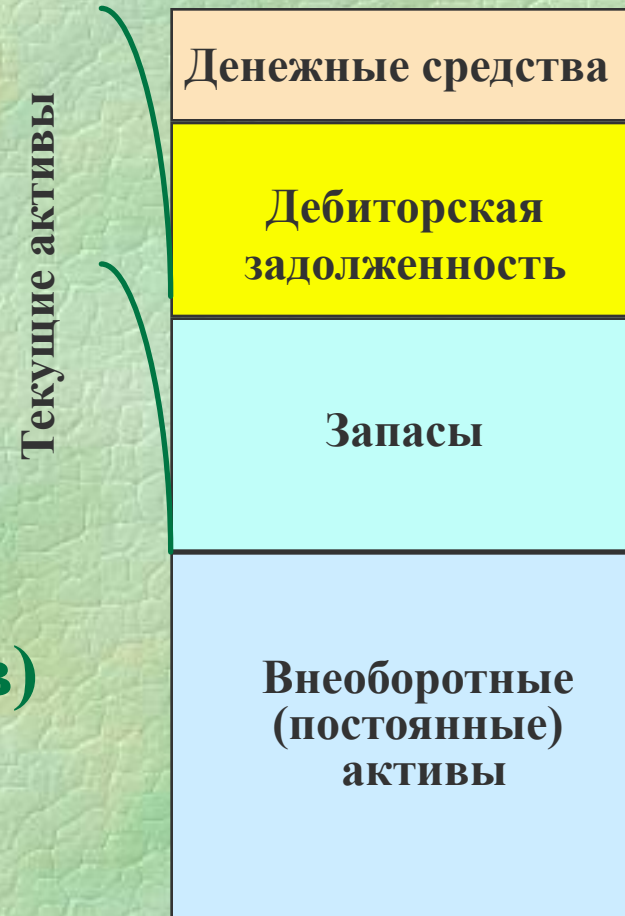 Текущие активы
Денежные средства
Дебиторская
задолженность
Запасы
в)
Внеоборотные
(постоянные)
активы